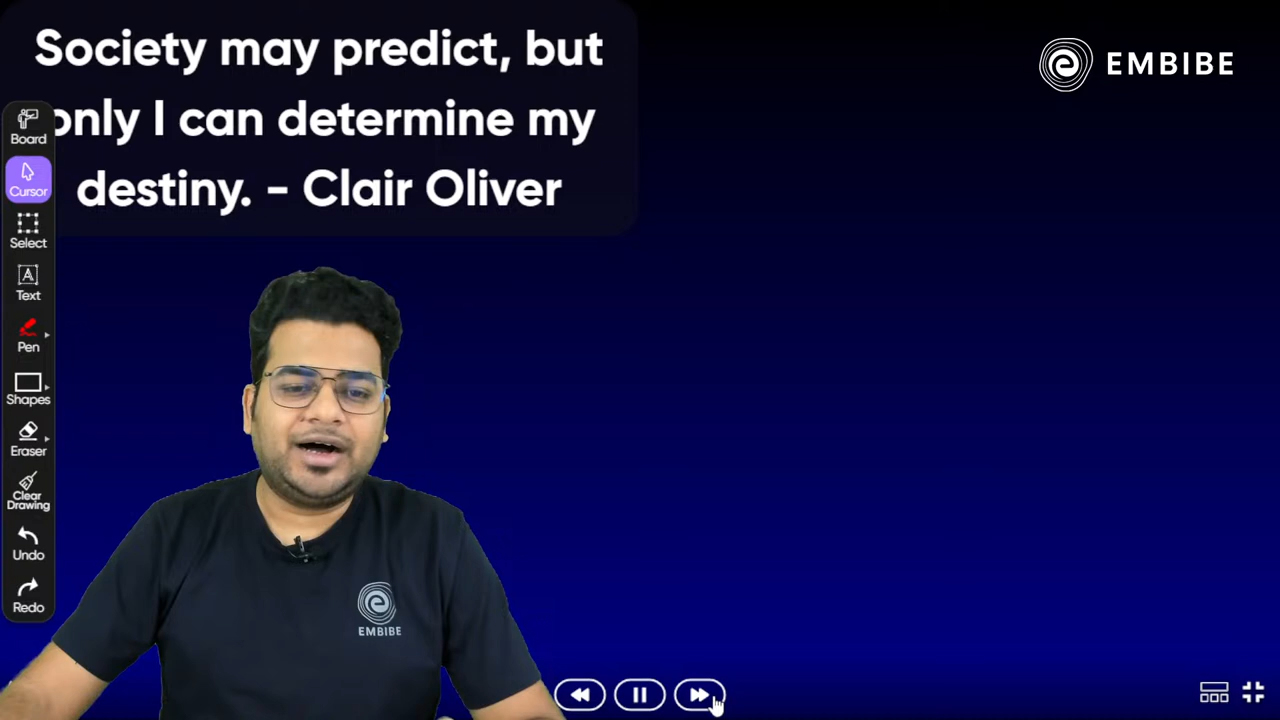 Society may predict, but
only I can determine my
destiny. - Clair Oliver
EMBIBE
Board
Cursor
Select
A
Text
Pen
Shapes
Eraser
Clear
Drawing
Undo
Redo
EMBIBE